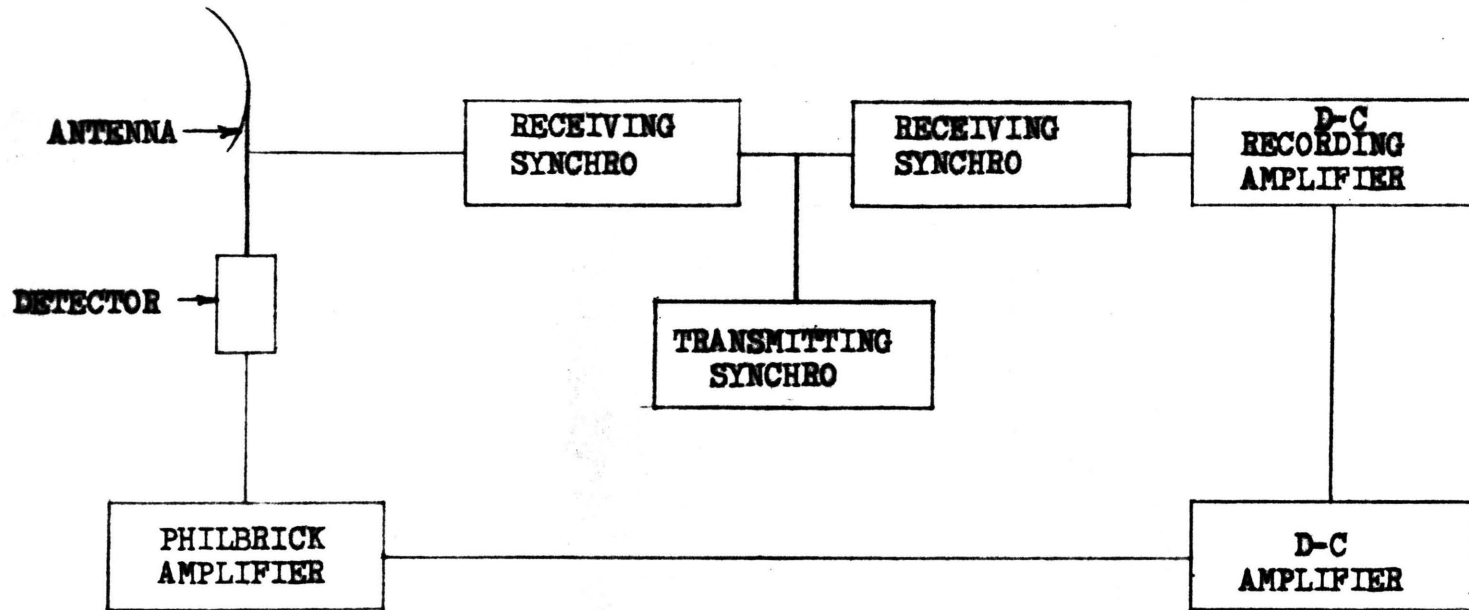 ANTENNA
RECEIVING
SYNCHRO
RECEIVING
SYNCHRO
D-C
RECORDING
AMPLIFIER
DETECTOR
TRANSMITTING
SYNCHRO
PHILBRICK
AMPLIFIER
D-C
AMPLIFIER